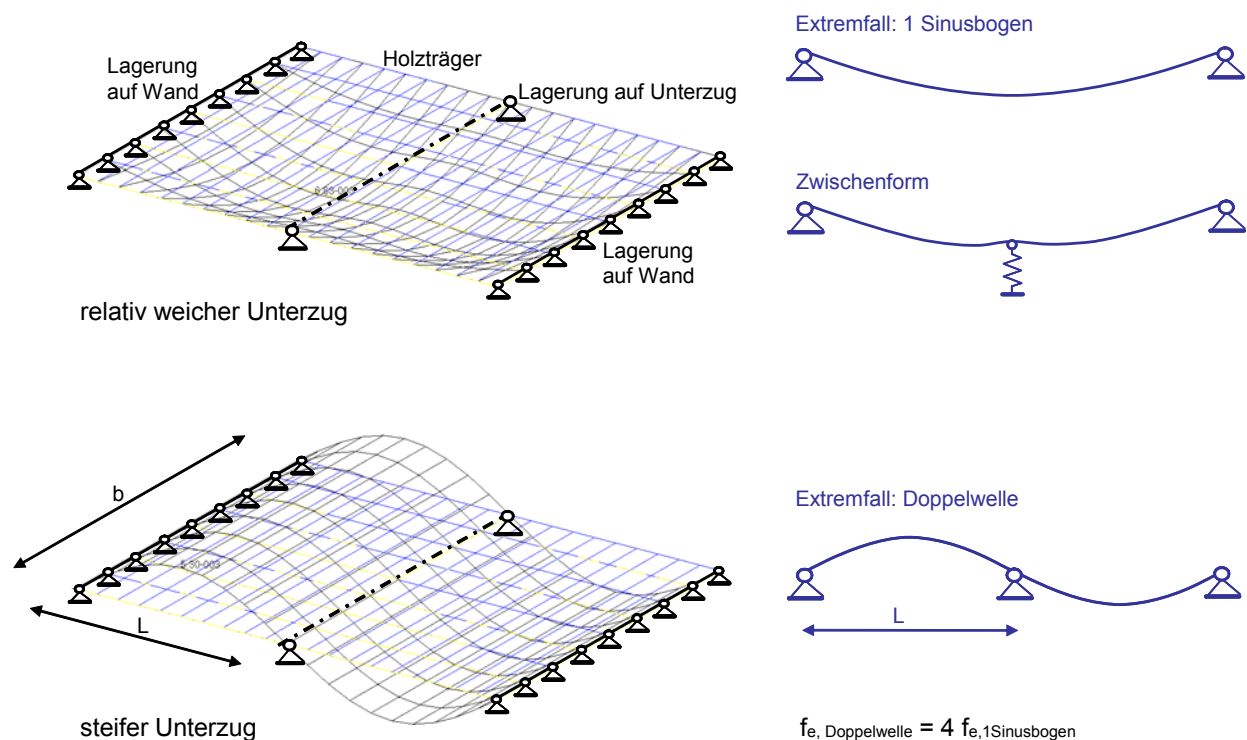 Extremfall: 1 Sinusbogen
Holzträger
Lagerung
auf Wand
Lagerung auf Unterzug
Zwischenform
Lagerung
auf Wand
relativ weicher Unterzug
b
Extremfall: Doppelwelle
L
L
steifer Unterzug
fe, Doppelwelle = 4 fe,1Sinusbogen